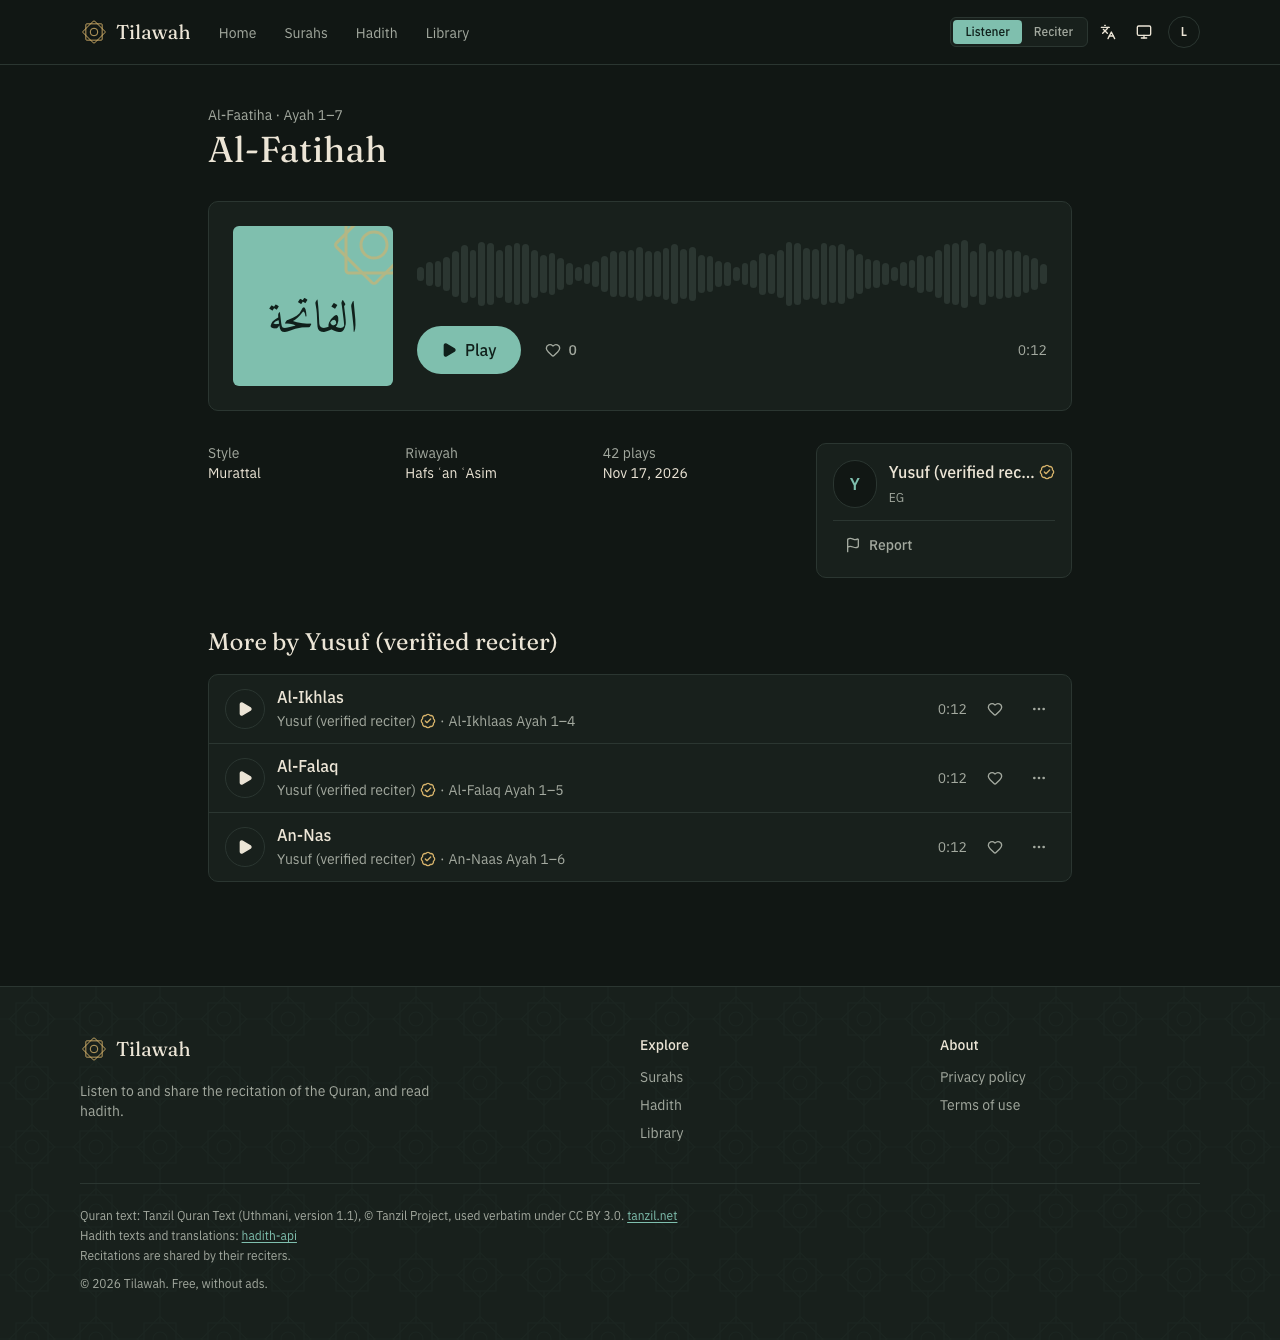 Tilawah
Home
Surahs
Hadith
Library
Listener
Reciter
L
Al-Faatiha · Ayah 1–7
Al-Fatihah
الفاتحة
Play
0
0:12
Style
Murattal
Riwayah
Hafs ʿan ʿAsim
42 plays
Nov 17, 2026
Y
Yusuf (verified rec...
EG
Report
More by Yusuf (verified reciter)
Al-Ikhlas
Yusuf (verified reciter) · Al-Ikhlaas Ayah 1–4
0:12
Al-Falaq
Yusuf (verified reciter) · Al-Falaq Ayah 1–5
0:12
An-Nas
Yusuf (verified reciter) · An-Naas Ayah 1–6
0:12
Tilawah
Listen to and share the recitation of the Quran, and read
hadith.
Explore
Surahs
Hadith
Library
About
Privacy policy
Terms of use
Quran text: Tanzil Quran Text (Uthmani, version 1.1), © Tanzil Project, used verbatim under CC BY 3.0. tanzil.net
Hadith texts and translations: hadith-api
Recitations are shared by their reciters.
© 2026 Tilawah. Free, without ads.